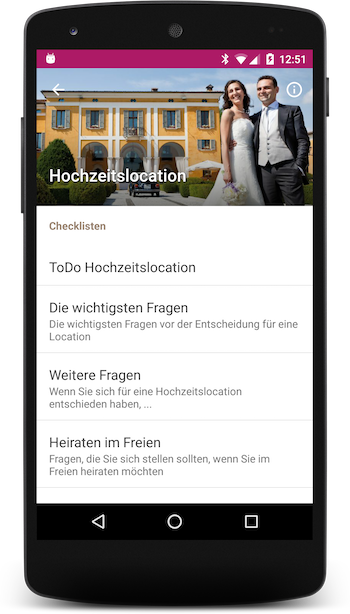 12:51
Hochzeitslocation
Checklisten
ToDo Hochzeitslocation
Die wichtigsten Fragen
Die wichtigsten Fragen vor der Entscheidung für eine
Location
Weitere Fragen
Wenn Sie sich für eine Hochzeitslocation
entschieden haben, ...
Heiraten im Freien
Fragen, die Sie sich stellen sollten, wenn Sie im
Freien heiraten möchten